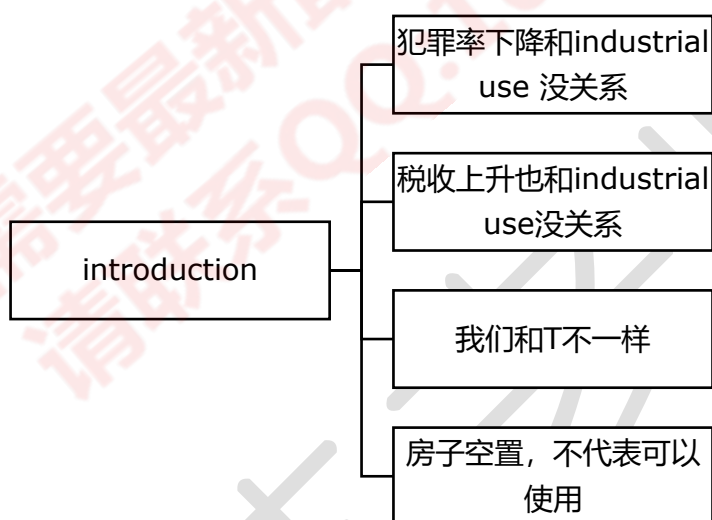 犯罪率下降和industrial
use 没关系
税收上升也和industrial
use没关系
introduction
我们和T不一样
房子空置，不代表可以
使用